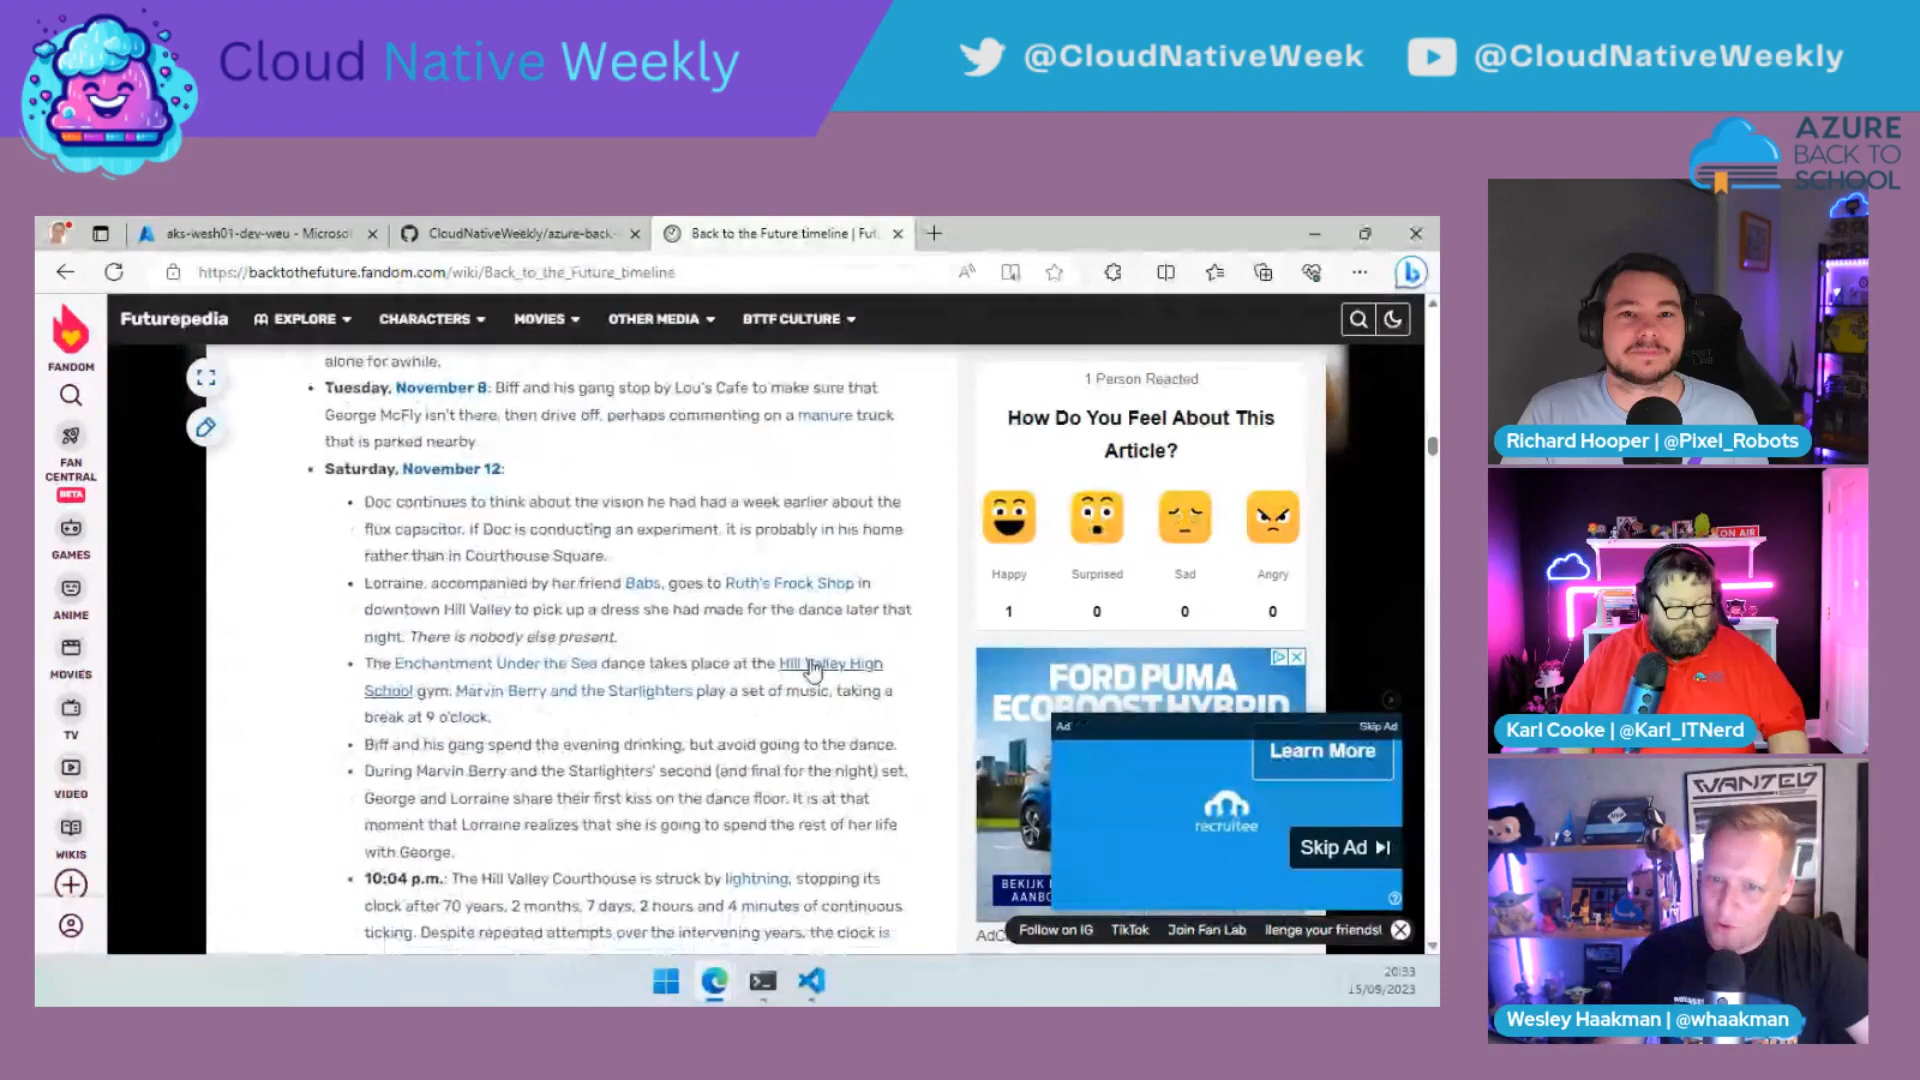 Cloud Native Weekly
@CloudNativeWeek
@CloudNativeWeekly
AZURE
BACK TO
SCHOOL
aks-wesh01-dev-weu - Microso
CloudNativeWeekly/azure-back-
Back to the Future timeline | Fut
https://backtothefuture.fandom.com/wiki/Back_to_the_Future_timeline
Futurepedia
EXPLORE
CHARACTERS
MOVIES
OTHER MEDIA
BTTF CULTURE
FANDOM
FAN
CENTRAL
BETA
GAMES
ANIME
MOVIES
TV
VIDEO
WIKIS
alone for awhile.
Tuesday, November 8: Biff and his gang stop by Lou's Cafe to make sure that
George McFly isn't there, then drive off, perhaps commenting on a manure truck
that is parked nearby.
Saturday, November 12:
Doc continues to think about the vision he had had a week earlier about the
flux capacitor. If Doc is conducting an experiment, it is probably in his home
rather than in Courthouse Square.
Lorraine, accompanied by her friend Babs, goes to Ruth's Frock Shop in
downtown Hill Valley to pick up a dress she had made for the dance later that
night. There is nobody else present.
The Enchantment Under the Sea dance takes place at the Hill Valley High
School gym. Marvin Berry and the Starlighters play a set of music, taking a
break at 9 o'clock.
Biff and his gang spend the evening drinking, but avoid going to the dance.
During Marvin Berry and the Starlighters' second (and final for the night) set,
George and Lorraine share their first kiss on the dance floor. It is at that
moment that Lorraine realizes that she is going to spend the rest of her life
with George.
10:04 p.m.: The Hill Valley Courthouse is struck by lightning, stopping its
clock after 70 years, 2 months, 7 days, 2 hours and 4 minutes of continuous
ticking. Despite repeated attempts over the intervening years, the clock is
1 Person Reacted
How Do You Feel About This
Article?
Happy
Surprised
Sad
Angry
1
0
0
0
FORD PUMA
ECOBOOST HYBRID
BEKIJK
AANBO
Ad
Skip Ad
Learn More
recruitee
Skip Ad
AdC
Follow on IG
TikTok
Join Fan Lab
llenge your friends!
20:33
15/09/2023
Richard Hooper | @Pixel_Robots
ON AIR
Karl Cooke | @Karl_ITNerd
WANTED
Wesley Haakman | @whaakman